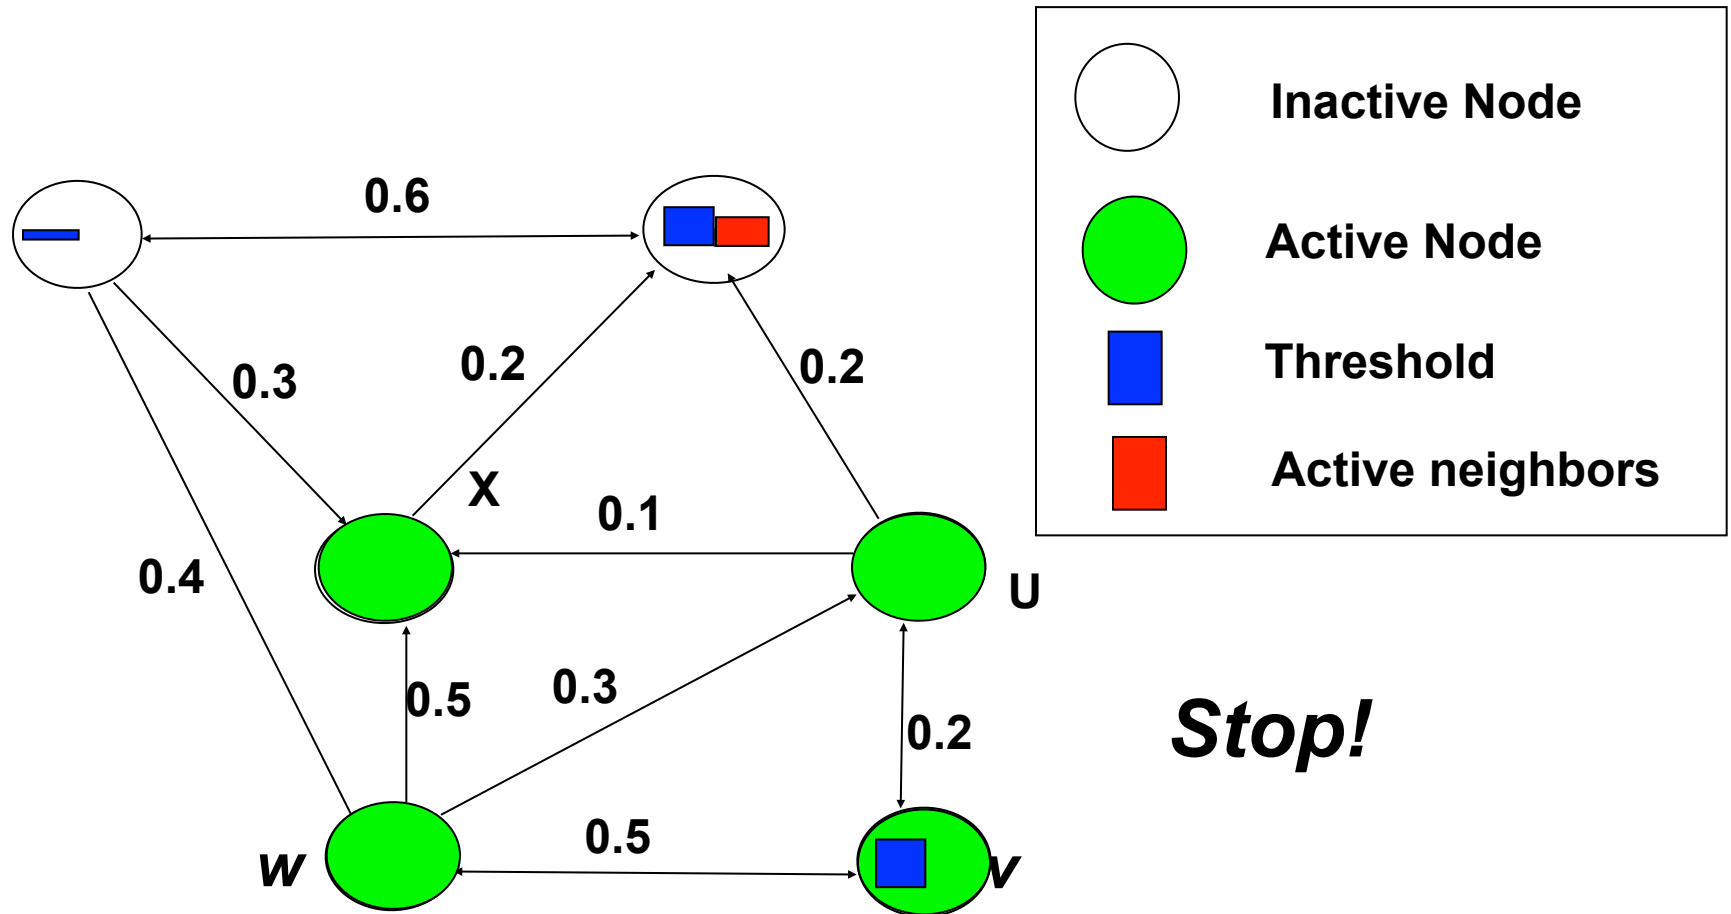 Inactive Node
Active Node
Threshold
Active neighbors
0.6
0.3
0.2
0.2
X
0.1
0.4
U
0.5
0.3
0.2
Stop!
0.5
w
v